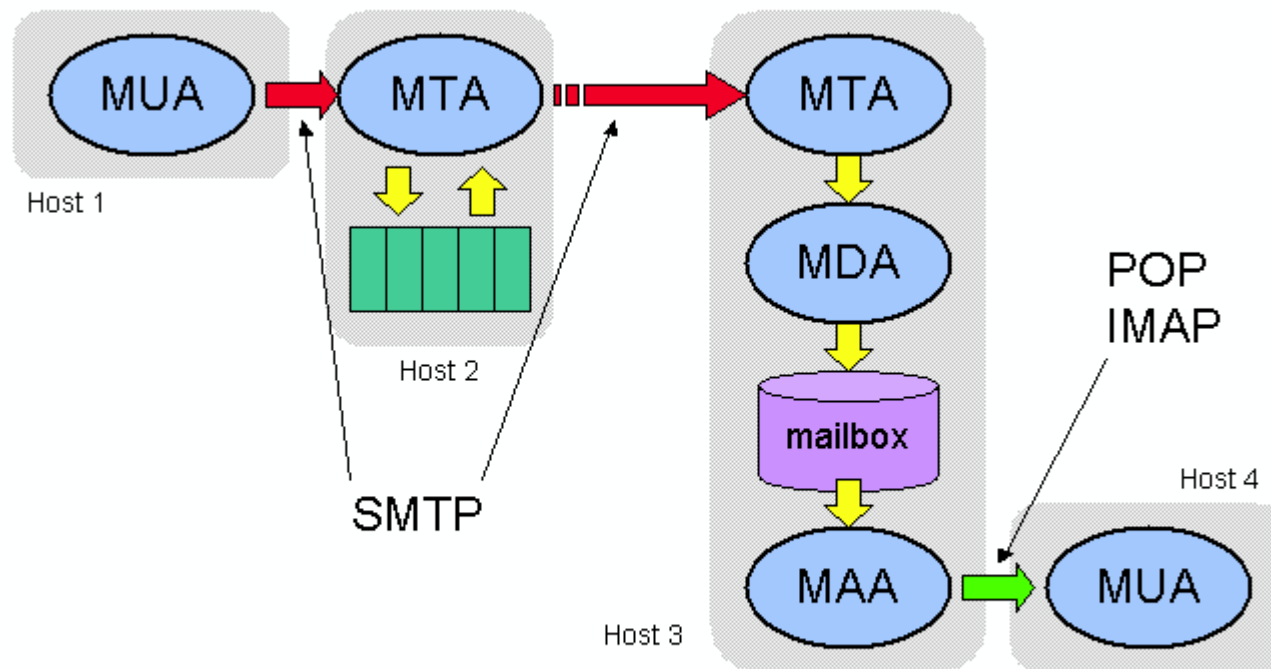 MUA
MTA
MTA
Host 1
MDA
POP
IMAP
Host 2
mailbox
Host 4
SMTP
MAA
MUA
Host 3